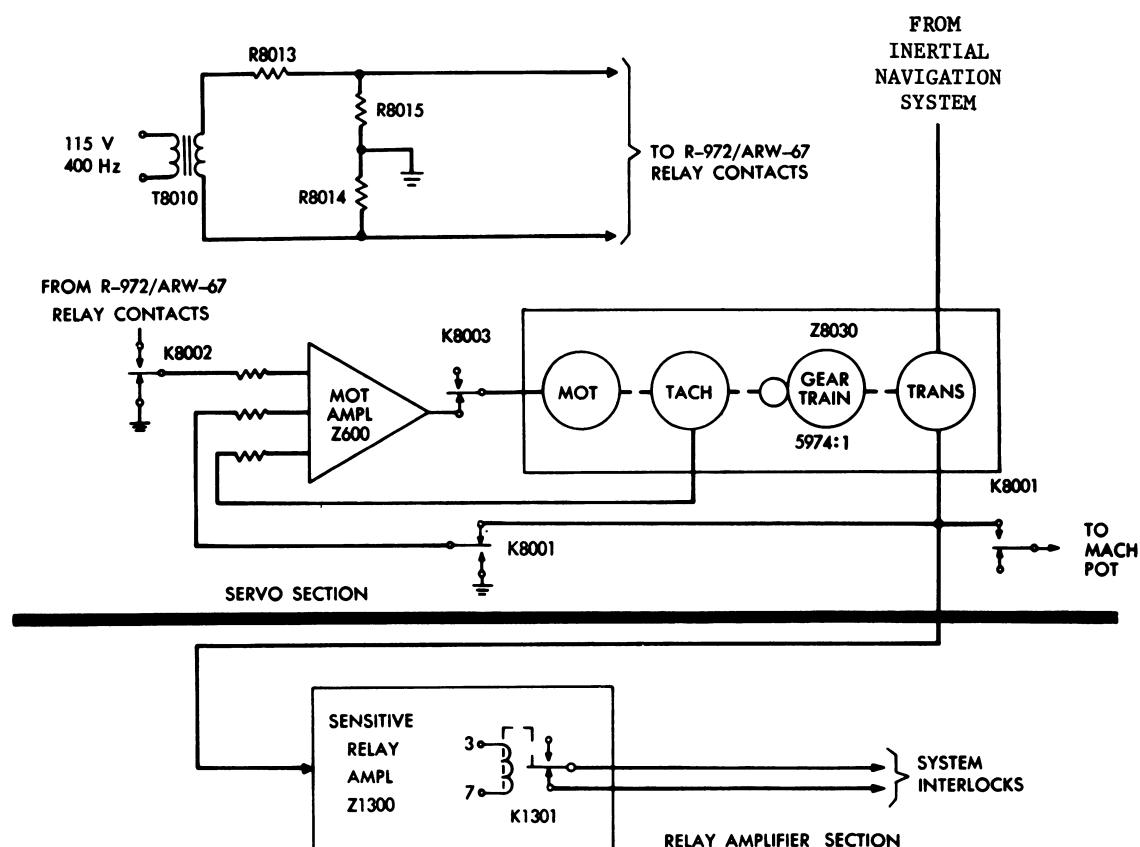 FROM
INERTIAL
NAVIGATION
SYSTEM
R8013
R8015
115 V
400 Hz
T8010
R8014
TO R-972/ARW-67
RELAY CONTACTS
FROM R-972/ARW-67
RELAY CONTACTS
K8002
K8003
MOT
AMPL
Z600
Z8030
MOT
TACH
GEAR
TRAIN
TRANS
5974:1
K8001
K8001
TO
MACH
POT
SERVO SECTION
SENSITIVE
RELAY
AMPL
Z1300
3
7
K1301
SYSTEM
INTERLOCKS
RELAY AMPLIFIER SECTION